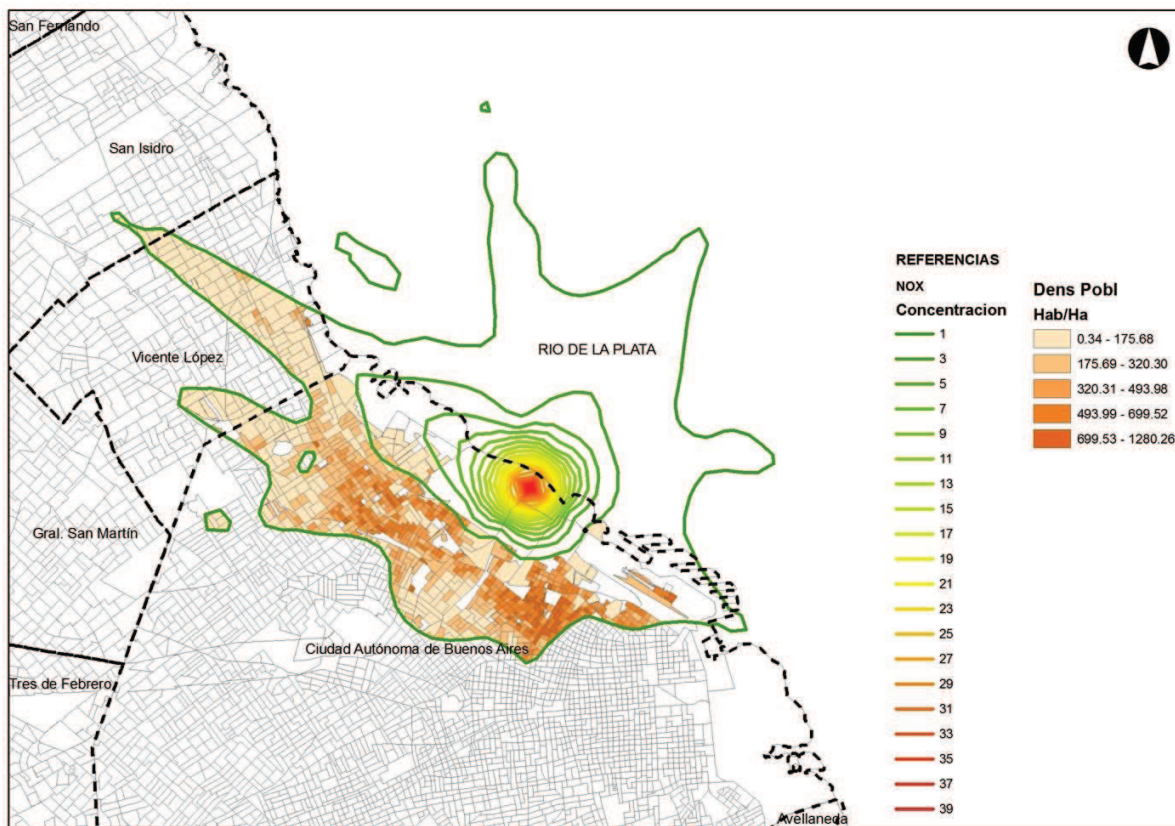 San Fernando
San Isidro
Vicente López
RIO DE LA PLATA
Gral. San Martín
Ciudad Autónoma de Buenos Aires
Tres de Febrero
Avellaneda
REFERENCIAS
NOX
Concentracion
1
3
5
7
9
11
13
15
17
19
21
23
25
27
29
31
33
35
37
39
Dens Pobl
Hab/Ha
0.34 - 175.68
175.69 - 320.30
320.31 - 493.98
493.99 - 699.52
699.53 - 1280.26